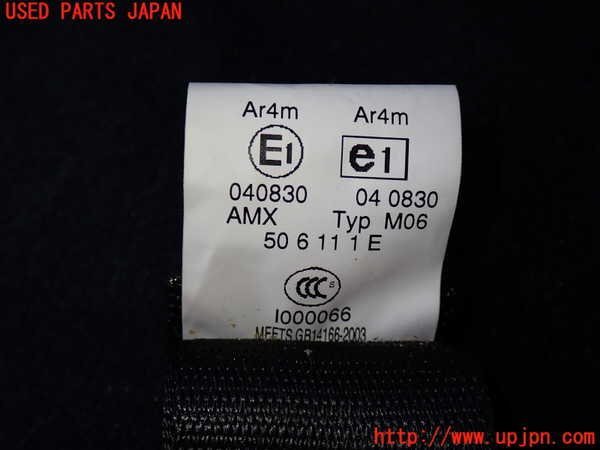 USED PARTS JAPAN
Ar4m Ar4m
E1 e1
040830 04 0830
AMX Typ M06
50 6 11 1 E
CCC S
I000066
MEETS GB14166-2003
http://www.upjpn.com/